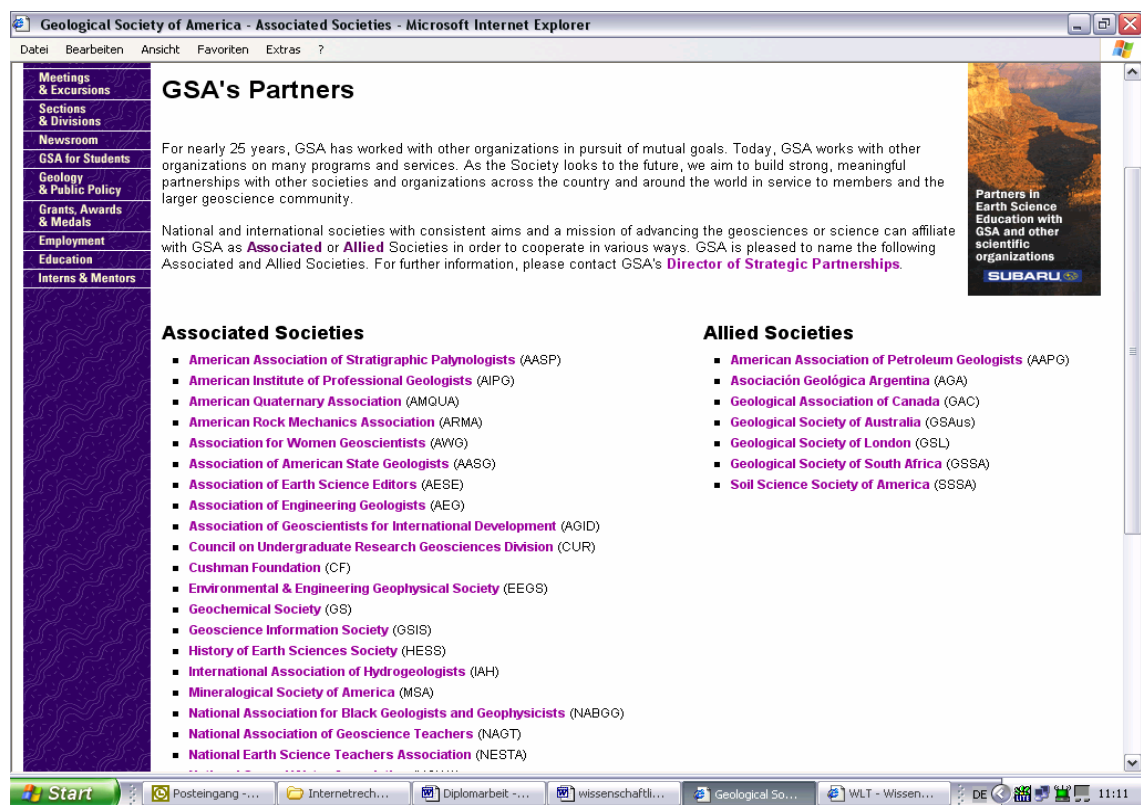 Geological Society of America - Associated Societies - Microsoft Internet Explorer
Datei Bearbeiten Ansicht Favoriten Extras ?
Meetings
& Excursions
Sections
& Divisions
Newsroom
GSA for Students
Geology
& Public Policy
Grants, Awards
& Medals
Employment
Education
Interns & Mentors
GSA's Partners
For nearly 25 years, GSA has worked with other organizations in pursuit of mutual goals. Today, GSA works with other
organizations on many programs and services. As the Society looks to the future, we aim to build strong, meaningful
partnerships with other societies and organizations across the country and around the world in service to members and the
larger geoscience community.
National and international societies with consistent aims and a mission of advancing the geosciences or science can affiliate
with GSA as Associated or Allied Societies in order to cooperate in various ways. GSA is pleased to name the following
Associated and Allied Societies. For further information, please contact GSA's Director of Strategic Partnerships.
Partners in
Earth Science
Education with
GSA and other
scientific
organizations
SUBARU
Associated Societies
American Association of Stratigraphic Palynologists (AASP)
American Institute of Professional Geologists (AIPG)
American Quaternary Association (AMQUA)
American Rock Mechanics Association (ARMA)
Association for Women Geoscientists (AWG)
Association of American State Geologists (AASG)
Association of Earth Science Editors (AESE)
Association of Engineering Geologists (AEG)
Association of Geoscientists for International Development (AGID)
Council on Undergraduate Research Geosciences Division (CUR)
Cushman Foundation (CF)
Environmental & Engineering Geophysical Society (EEGS)
Geochemical Society (GS)
Geoscience Information Society (GSIS)
History of Earth Sciences Society (HESS)
International Association of Hydrogeologists (IAH)
Mineralogical Society of America (MSA)
National Association for Black Geologists and Geophysicists (NABGG)
National Association of Geoscience Teachers (NAGT)
National Earth Science Teachers Association (NESTA)
Allied Societies
American Association of Petroleum Geologists (AAPG)
Asociación Geológica Argentina (AGA)
Geological Association of Canada (GAC)
Geological Society of Australia (GSAus)
Geological Society of London (GSL)
Geological Society of South Africa (GSSA)
Soil Science Society of America (SSSA)
Start Posteingang -... Internetrech... Diplomarbeit -... wissenschaftli... Geological So... WLT - Wissen... DE 11:11